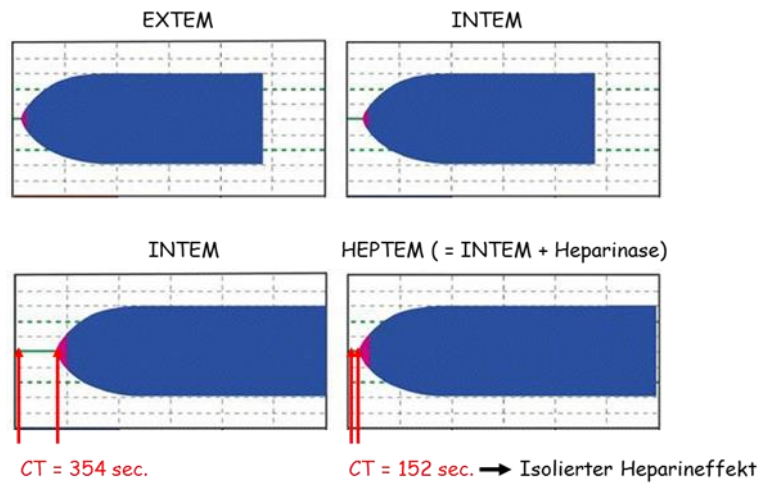 EXTEM
INTEM
INTEM
HEPTEM ( = INTEM + Heparinase)
CT = 354 sec.
CT = 152 sec. → Isolierter Heparineffekt